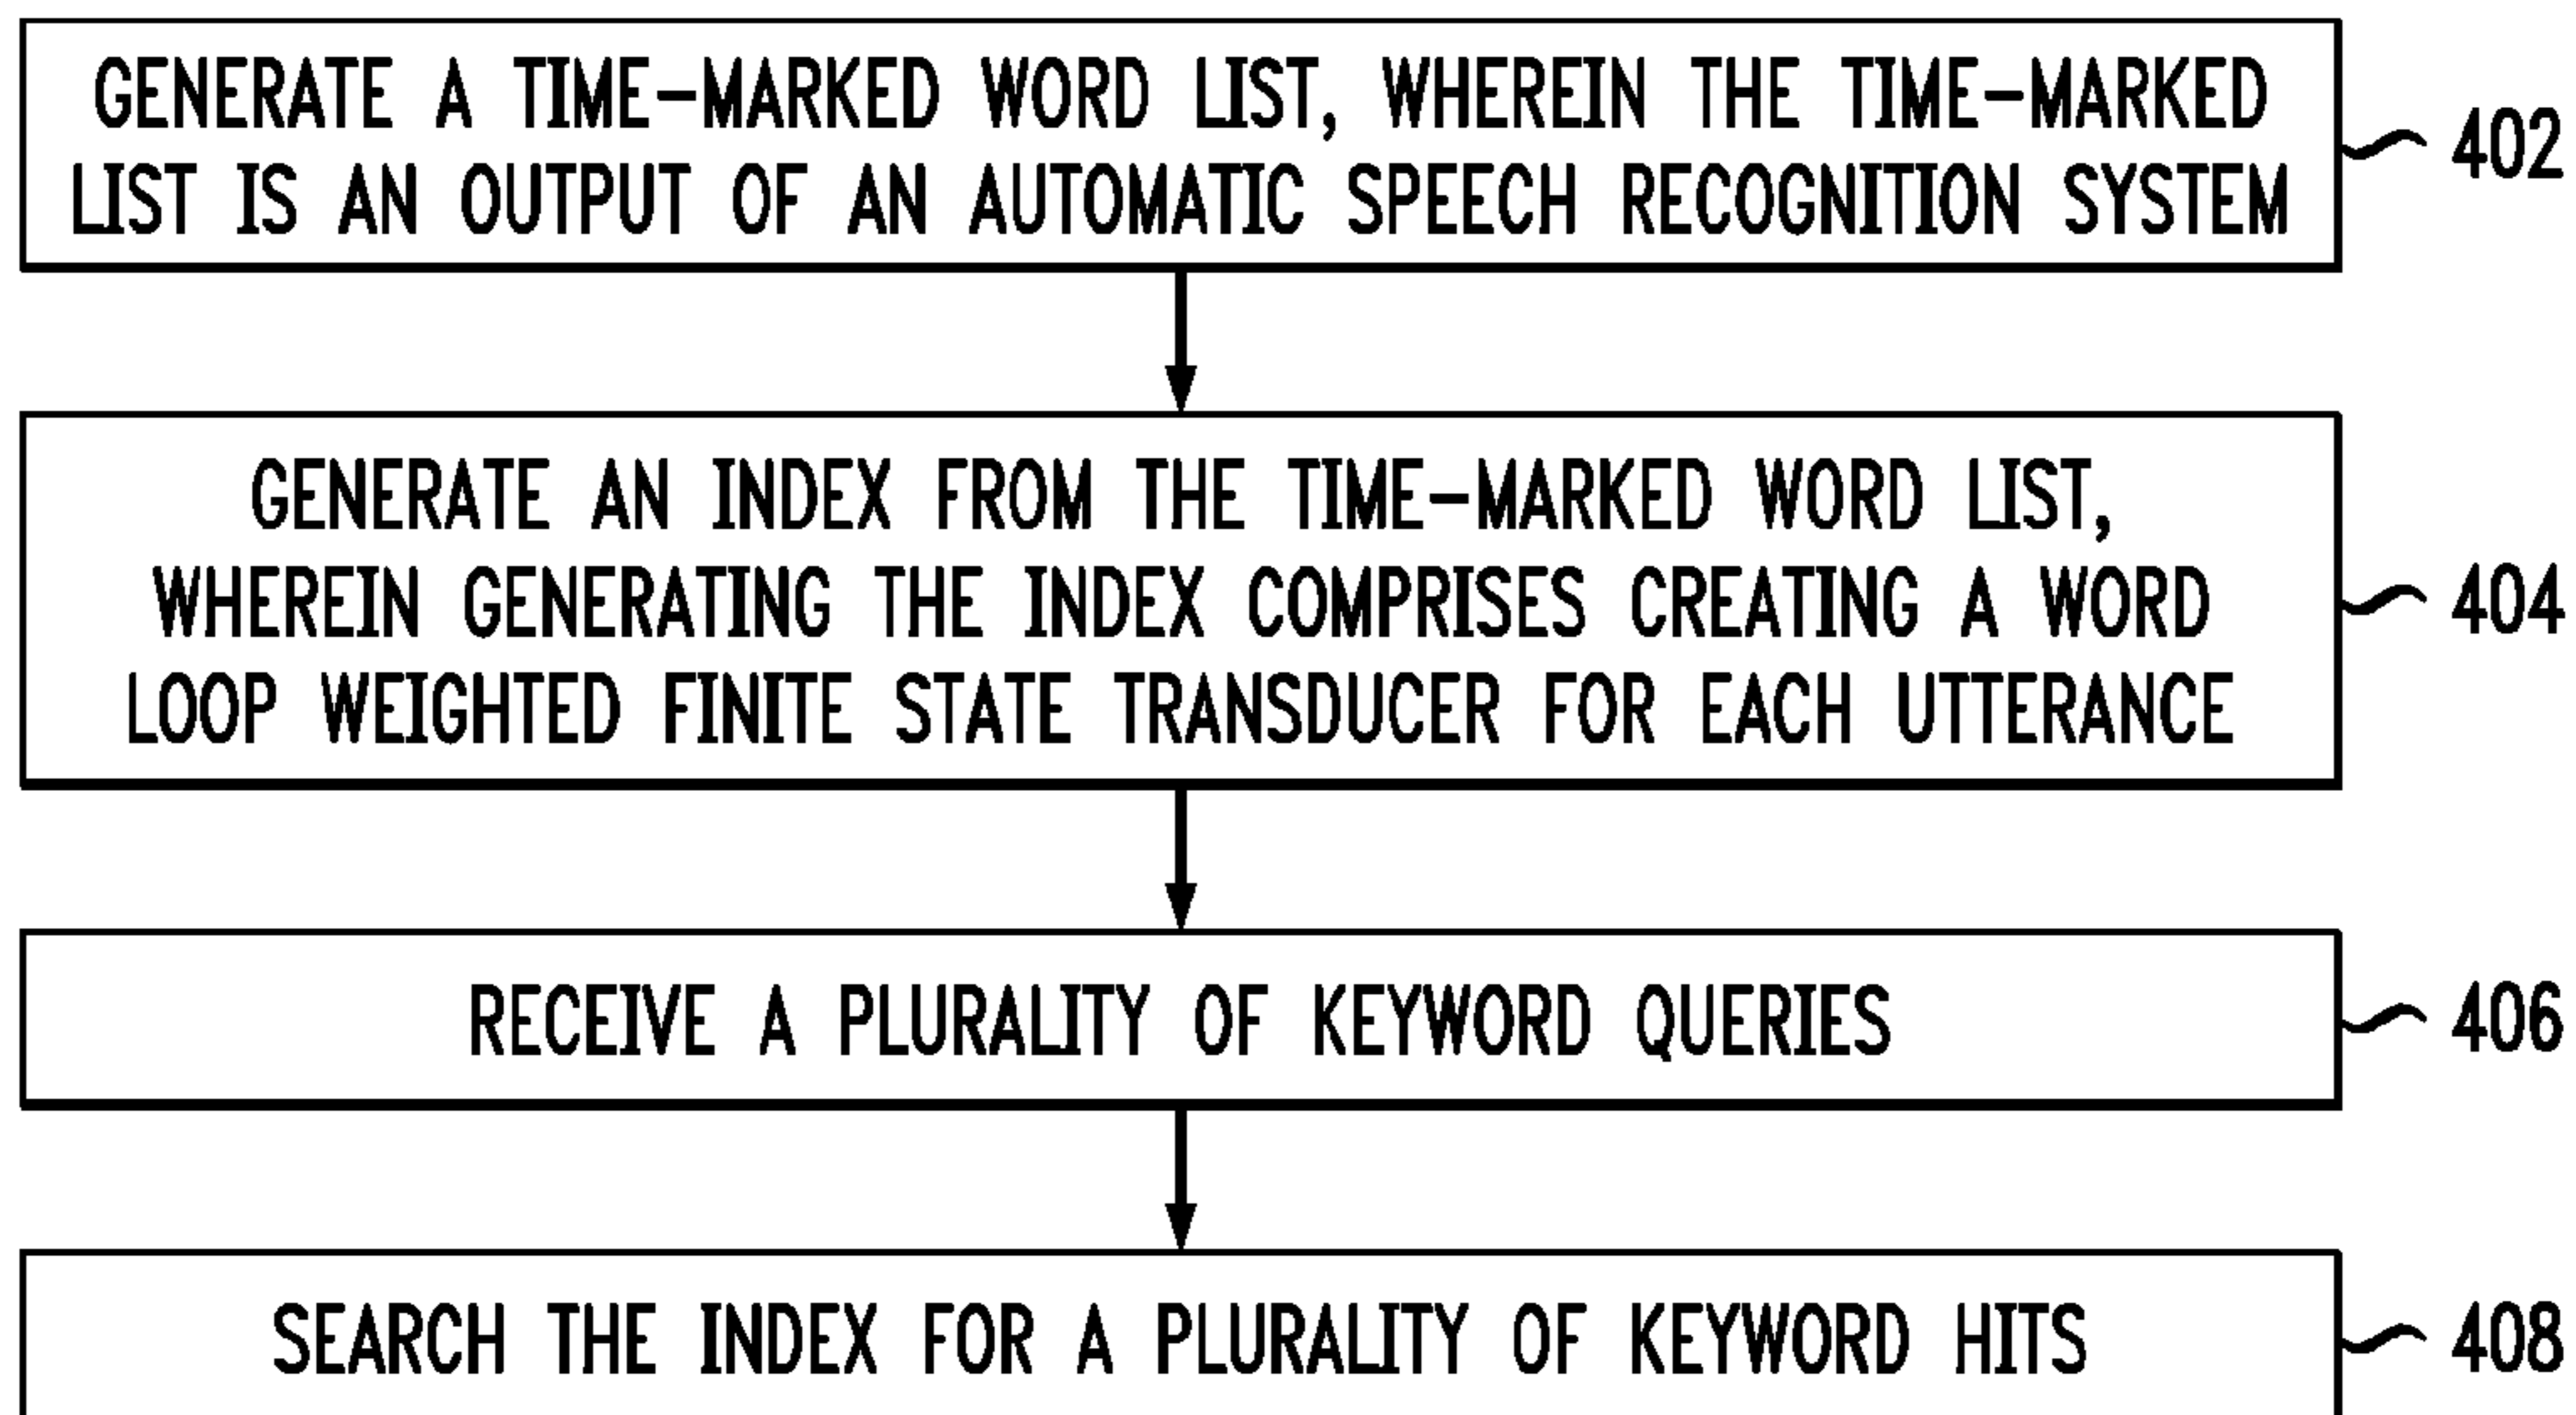 GENERATE A TIME-MARKED WORD LIST, WHEREIN THE TIME-MARKED
LIST IS AN OUTPUT OF AN AUTOMATIC SPEECH RECOGNITION SYSTEM
402
GENERATE AN INDEX FROM THE TIME-MARKED WORD LIST,
WHEREIN GENERATING THE INDEX COMPRISES CREATING A WORD
LOOP WEIGHTED FINITE STATE TRANSDUCER FOR EACH UTTERANCE
404
RECEIVE A PLURALITY OF KEYWORD QUERIES
406
SEARCH THE INDEX FOR A PLURALITY OF KEYWORD HITS
408